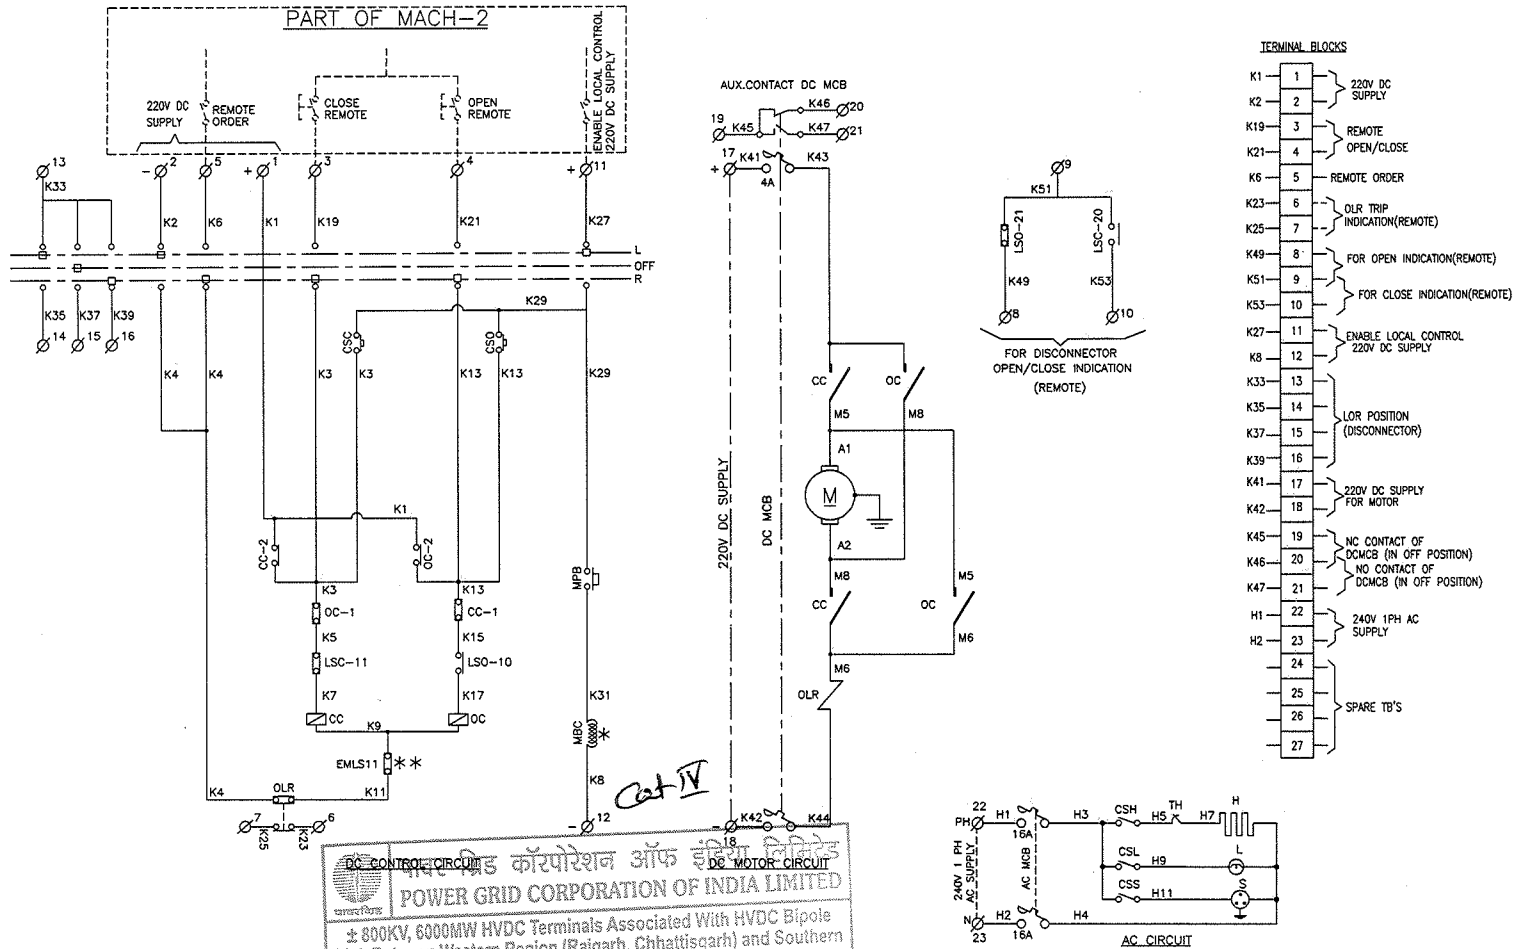 PART OF MACH-2
220V DC
SUPPLY
REMOTE
ORDER
CLOSE
REMOTE
OPEN
REMOTE
ENABLE LOCAL CONTROL
220V DC SUPPLY
13
- 2
5
+ 1
3
4
+ 11
K33
K2
K6
K1
K19
K21
K27
L
OFF
R
K35
K37
K39
14
15
16
K29
CSC
CSO
K4
K4
K3
K3
K13
K13
K29
K1
CC-2
OC-2
MPB
K3
K13
OC-1
CC-1
K5
K15
LSC-11
LSO-10
K7
K17
K31
CC
OC
K9
MBC
*
EMLS11
**
K8
K4
OLR
K11
7
6
K25
K23
- 12
DC CONTROL CIRCUIT
AUX.CONTACT DC MCB
K46
20
19
K45
K47
21
17
+
K41
K43
4A
220V DC SUPPLY
DC MCB
CC
OC
M5
M8
A1
M
A2
M8
M5
CC
OC
M6
M6
OLR
-
K42
K44
18
DC MOTOR CIRCUIT
Cat IV
पावर ग्रिड कॉरपोरेशन ऑफ इंडिया लिमिटेड
POWER GRID CORPORATION OF INDIA LIMITED
पावरग्रिड
± 800KV, 6000MW HVDC Terminals Associated With HVDC Bipole
Western Region (Raigarh, Chhattisgarh) and Southern
9
K51
LSO-21
LSC-20
K49
K53
8
10
FOR DISCONNECTOR
OPEN/CLOSE INDICATION
(REMOTE)
TERMINAL BLOCKS
K1 1
K2 2
220V DC
SUPPLY
K19 3
K21 4
REMOTE
OPEN/CLOSE
K6 5 REMOTE ORDER
K23 6
K25 7
OLR TRIP
INDICATION(REMOTE)
K49 8
FOR OPEN INDICATION(REMOTE)
K51 9
K53 10
FOR CLOSE INDICATION(REMOTE)
K27 11
K8 12
ENABLE LOCAL CONTROL
220V DC SUPPLY
K33 13
K35 14
K37 15
K39 16
LOR POSITION
(DISCONNECTOR)
K41 17
K42 18
220V DC SUPPLY
FOR MOTOR
K45 19
K46 20
NC CONTACT OF
DCMCB (IN OFF POSITION)
K47 21
NO CONTACT OF
DCMCB (IN OFF POSITION)
H1 22
H2 23
240V 1PH AC
SUPPLY
24
25
26
27
SPARE TB'S
22
PH
H1
16A
H3
CSH
H5
TH
H7
H
240V 1 PH
AC SUPPLY
AC MCB
CSL
H9
L
CSS
H11
S
N
H2
H4
23
16A
AC CIRCUIT